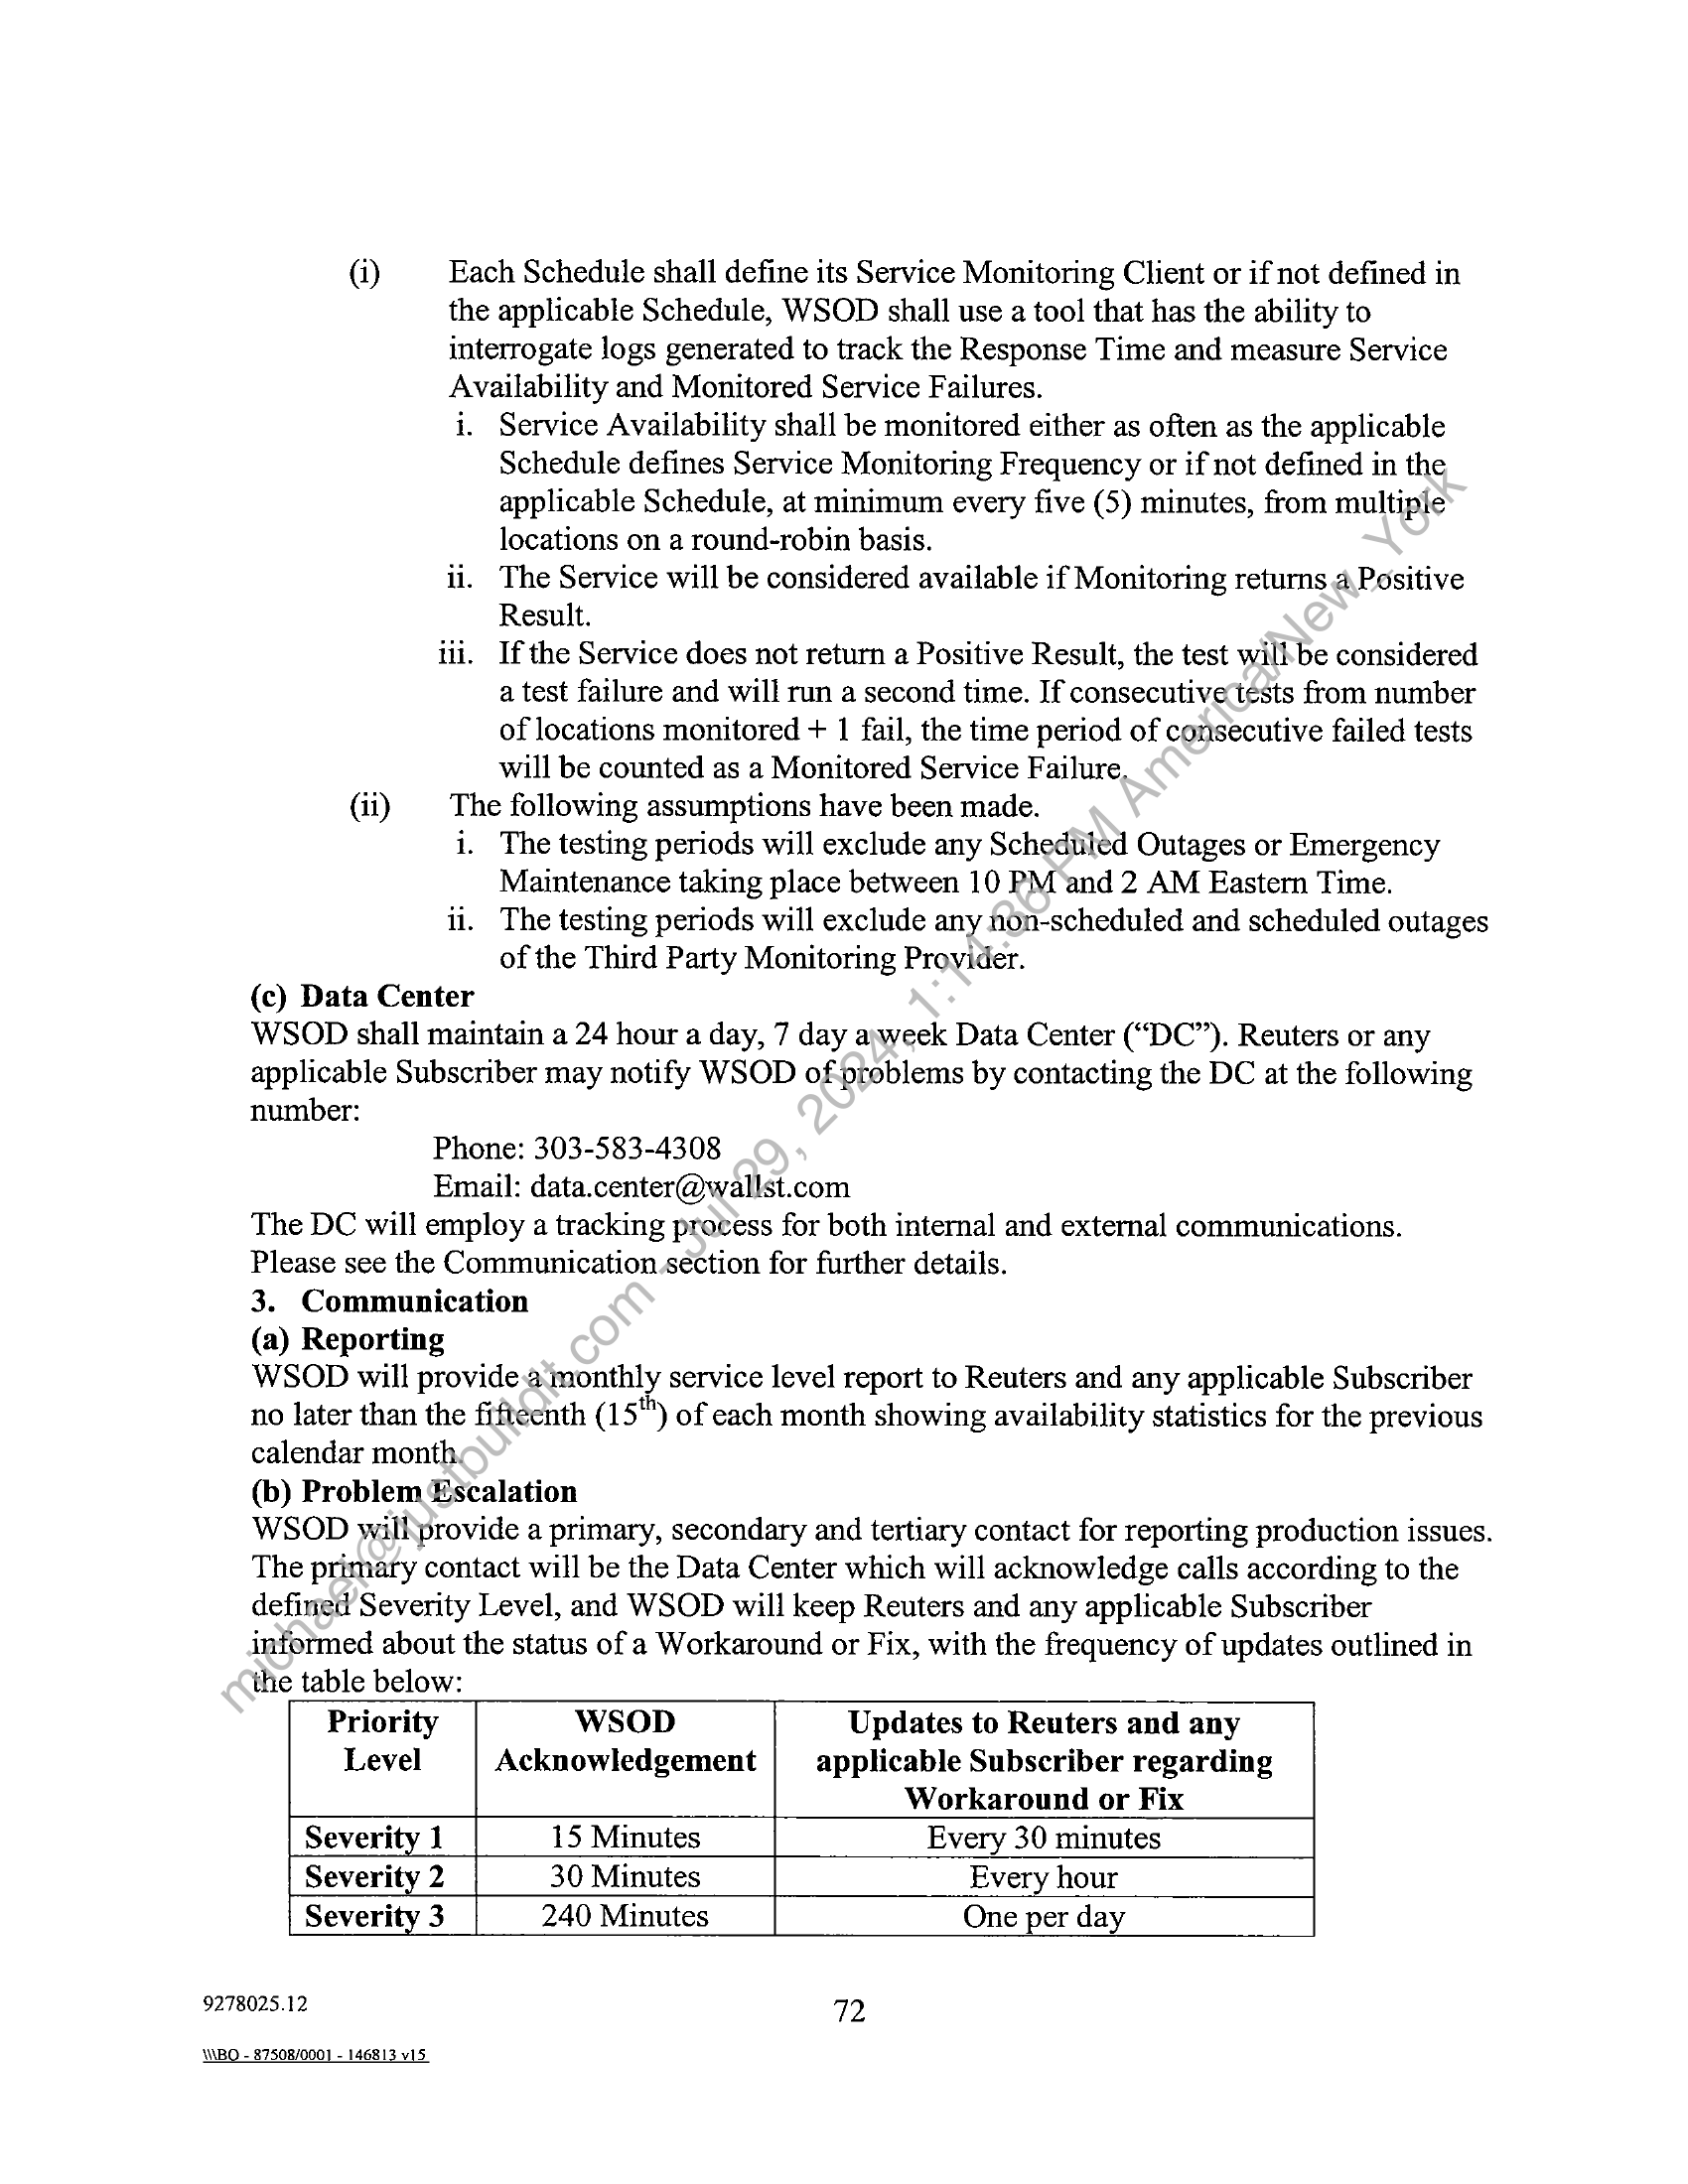 (i) Each Schedule shall define its Service Monitoring Client or if not defined in
the applicable Schedule, WSOD shall use a tool that has the ability to
interrogate logs generated to track the Response Time and measure Service
Availability and Monitored Service Failures.
i. Service Availability shall be monitored either as often as the applicable
Schedule defines Service Monitoring Frequency or if not defined in the
applicable Schedule, at minimum every five (5) minutes, from multiple
locations on a round-robin basis.
ii. The Service will be considered available if Monitoring returns a Positive
Result.
iii. If the Service does not return a Positive Result, the test will be considered
a test failure and will run a second time. If consecutive tests from number
of locations monitored + 1 fail, the time period of consecutive failed tests
will be counted as a Monitored Service Failure.
(ii) The following assumptions have been made.
i. The testing periods will exclude any Scheduled Outages or Emergency
Maintenance taking place between 10 PM and 2 AM Eastern Time.
ii. The testing periods will exclude any non-scheduled and scheduled outages
of the Third Party Monitoring Provider.
(c) Data Center
WSOD shall maintain a 24 hour a day, 7 day a week Data Center (“DC”). Reuters or any
applicable Subscriber may notify WSOD of problems by contacting the DC at the following
number:
Phone: 303-583-4308
Email: data.center@wallst.com
The DC will employ a tracking process for both internal and external communications.
Please see the Communication section for further details.
3. Communication
(a) Reporting
WSOD will provide a monthly service level report to Reuters and any applicable Subscriber
no later than the fifteenth (15th) of each month showing availability statistics for the previous
calendar month.
(b) Problem Escalation
WSOD will provide a primary, secondary and tertiary contact for reporting production issues.
The primary contact will be the Data Center which will acknowledge calls according to the
defined Severity Level, and WSOD will keep Reuters and any applicable Subscriber
informed about the status of a Workaround or Fix, with the frequency of updates outlined in
the table below:
Priority Level | WSOD Acknowledgement | Updates to Reuters and any applicable Subscriber regarding Workaround or Fix
Severity 1 | 15 Minutes | Every 30 minutes
Severity 2 | 30 Minutes | Every hour
Severity 3 | 240 Minutes | One per day
9278025.12
72
\\\BO - 87508/0001 - 146813 v15
michael@justbuildit.com - Jul 29, 2024, 1:14:36 PM America/New_York